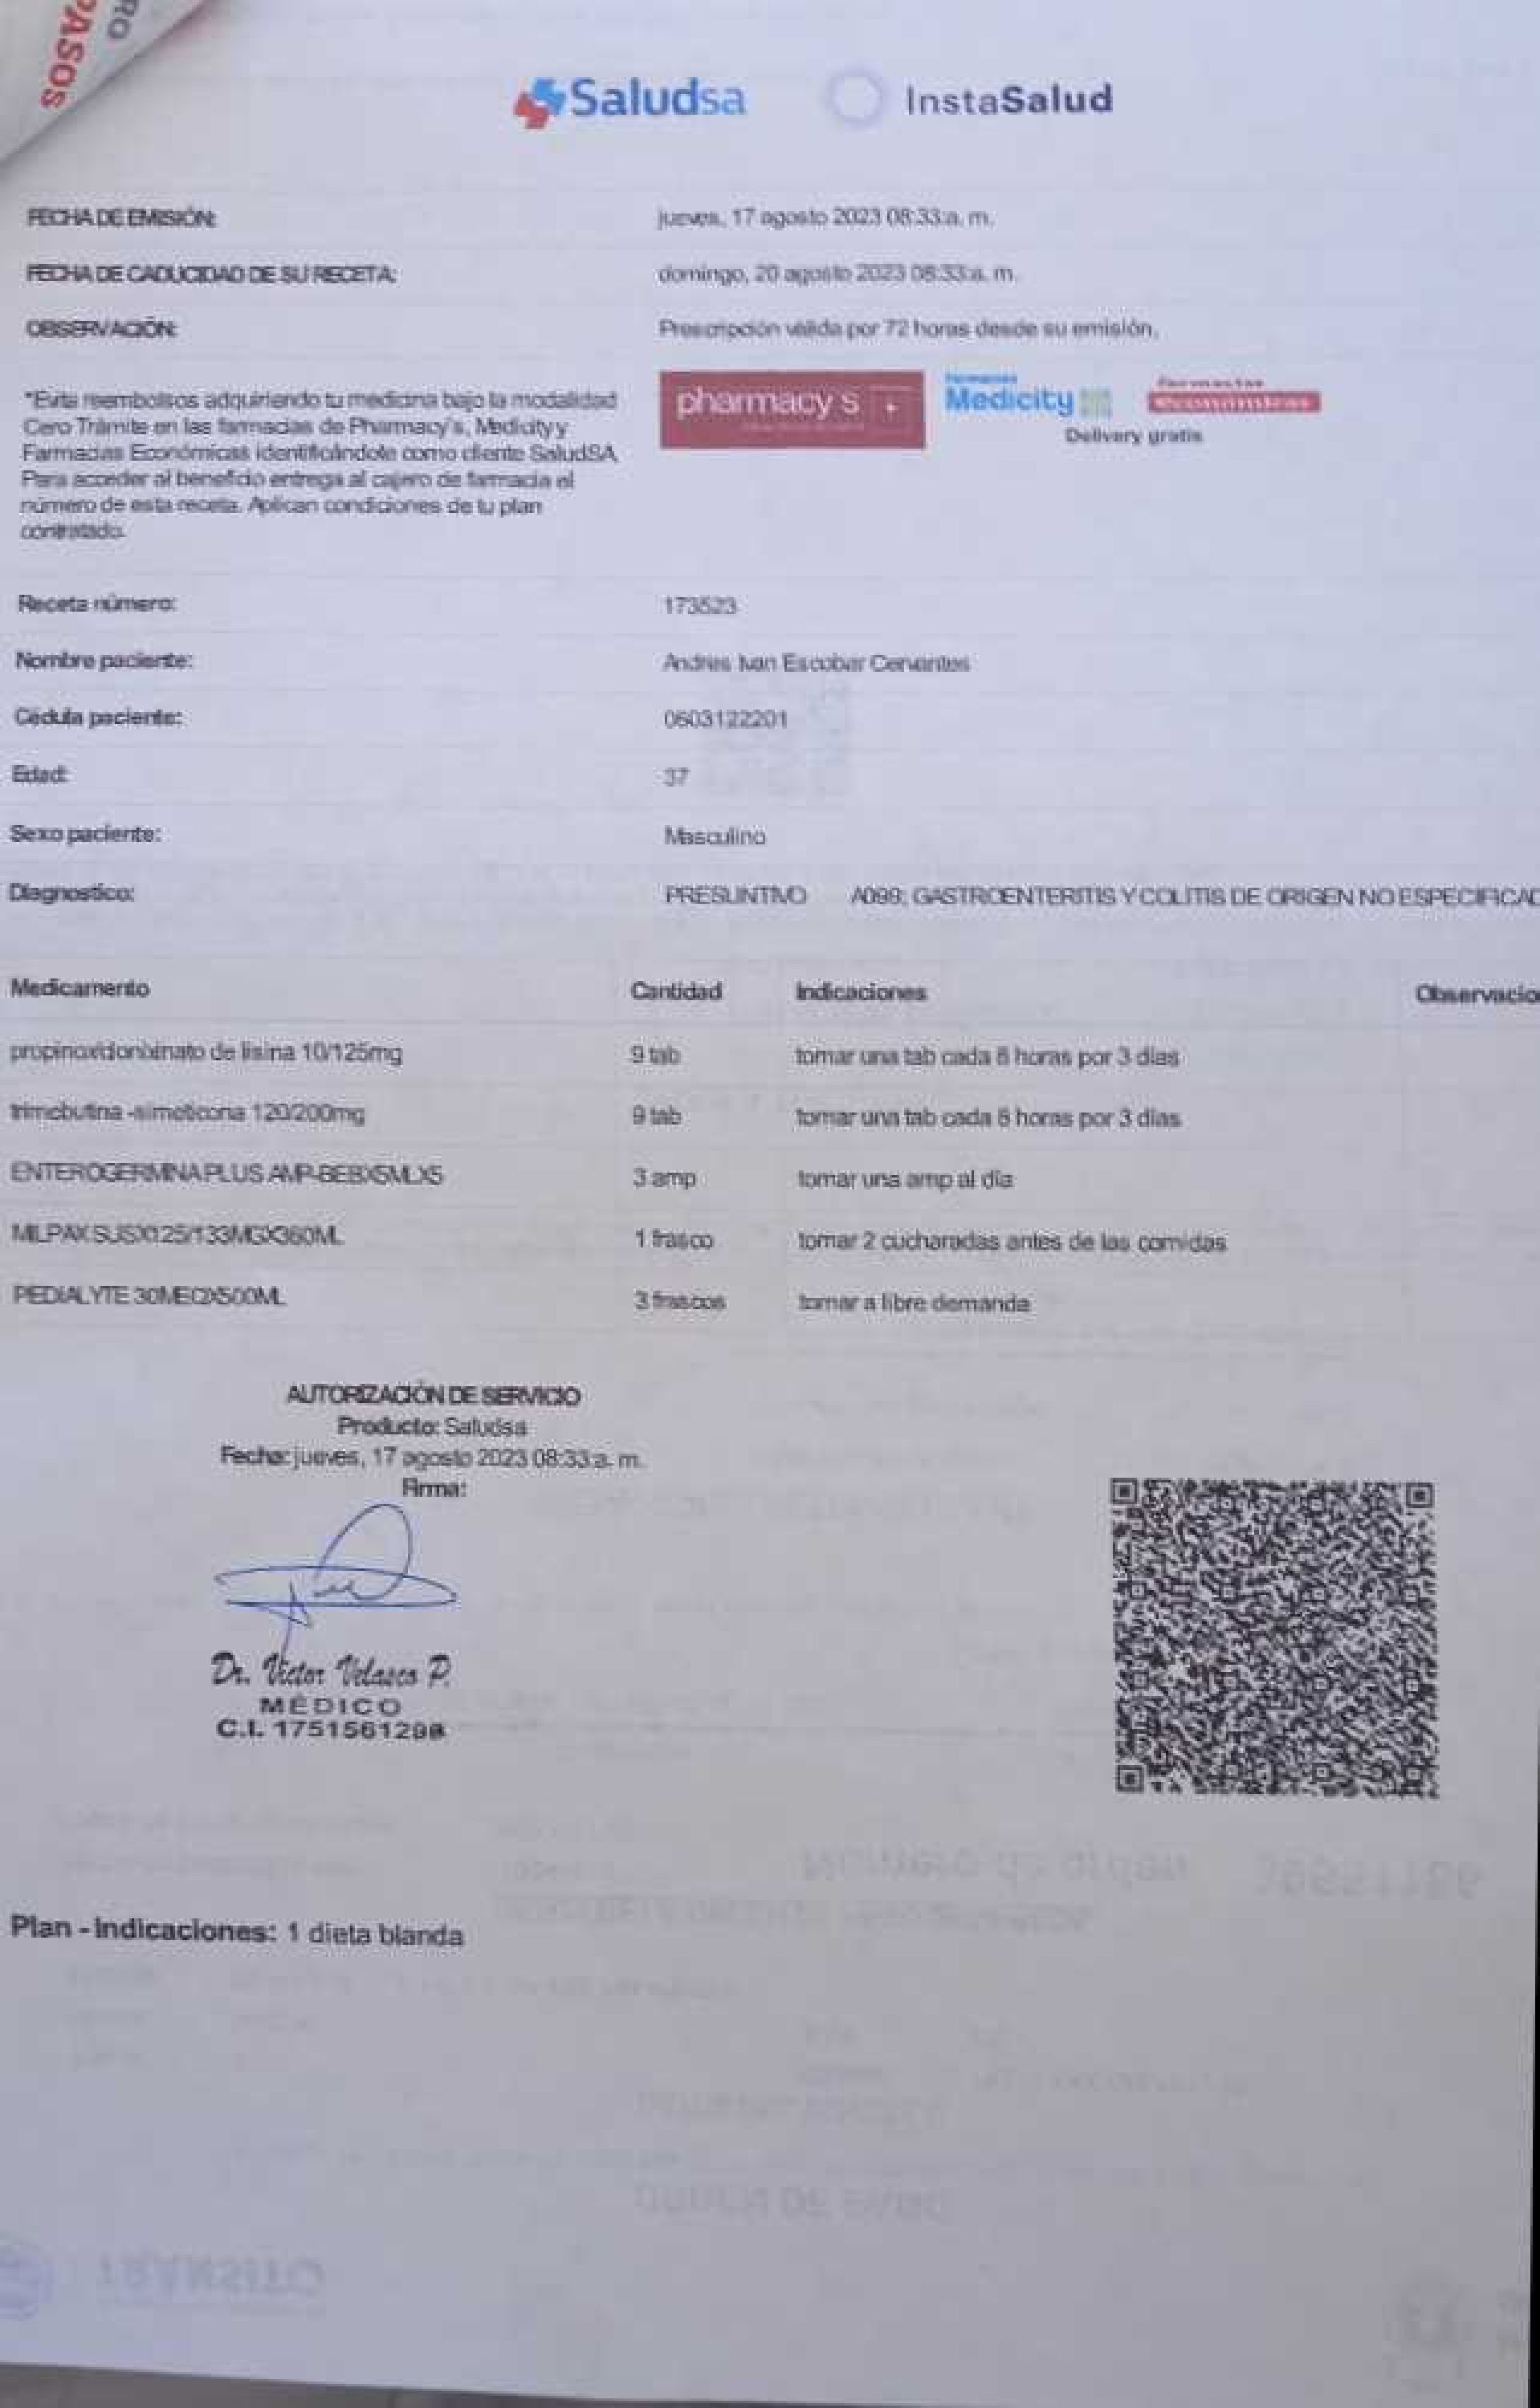 RO
PASOS
Saludsa InstaSalud
FECHA DE EMISIÓN: jueves, 17 agosto 2023 08:33 a. m.
FECHA DE CADUCIDAD DE SU RECETA: domingo, 20 agosto 2023 08:33 a. m.
OBSERVACIÓN: Prescripción válida por 72 horas desde su emisión.
*Evita reembolsos adquiriendo tu medicina bajo la modalidad
Cero Trámite en las farmacias de Pharmacy's, Medicity y
Farmacias Económicas identificándote como cliente SaludSA
Para acceder al beneficio entrega al cajero de farmacia el
número de esta receta. Aplican condiciones de tu plan
contratado.
pharmacy's Farmacias Medicity farmacias económicas
Delivery gratis
Receta número: 173523
Nombre paciente: Andres Ivan Escobar Cervantes
Cédula paciente: 0603122201
Edad: 37
Sexo paciente: Masculino
Diagnostico: PRESUNTIVO A099: GASTROENTERITIS Y COLITIS DE ORIGEN NO ESPECIFICAD
Medicamento Cantidad Indicaciones Observacio
propinox/clonixinato de lisina 10/125mg 9 tab tomar una tab cada 8 horas por 3 dias
trimebutina -simeticona 120/200mg 9 tab tomar una tab cada 8 horas por 3 días
ENTEROGERMINA PLUS AMP-BEBX5MLX5 3 amp tomar una amp al día
MILPAX SUSX125/133MGX360ML 1 frasco tomar 2 cucharadas antes de las comidas
PEDIALYTE 30MEQX500ML 3 frascos tomar a libre demanda
AUTORIZACIÓN DE SERVICIO
Producto: Saludsa
Fecha: jueves, 17 agosto 2023 08:33 a. m.
Firma:
Dr. Victor Velasco P.
MÉDICO
C.I. 1751561298
Plan - Indicaciones: 1 dieta blanda